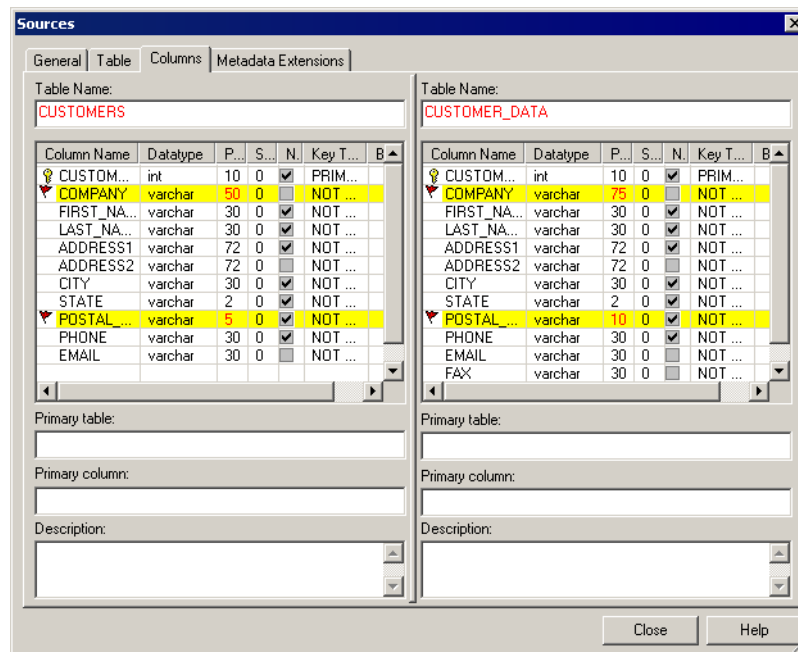 Sources
General Table Columns Metadata Extensions
Table Name:
CUSTOMERS
Column Name Datatype P... S... N. Key T... B
CUSTOM... int 10 0 PRIM...
COMPANY varchar 50 0 NOT ...
FIRST_NA... varchar 30 0 NOT ...
LAST_NA... varchar 30 0 NOT ...
ADDRESS1 varchar 72 0 NOT ...
ADDRESS2 varchar 72 0 NOT ...
CITY varchar 30 0 NOT ...
STATE varchar 2 0 NOT ...
POSTAL_... varchar 5 0 NOT ...
PHONE varchar 30 0 NOT ...
EMAIL varchar 30 0 NOT ...
Primary table:
Primary column:
Description:
Table Name:
CUSTOMER_DATA
Column Name Datatype P... S... N. Key T... B
CUSTOM... int 10 0 PRIM...
COMPANY varchar 75 0 NOT ...
FIRST_NA... varchar 30 0 NOT ...
LAST_NA... varchar 30 0 NOT ...
ADDRESS1 varchar 72 0 NOT ...
ADDRESS2 varchar 72 0 NOT ...
CITY varchar 30 0 NOT ...
STATE varchar 2 0 NOT ...
POSTAL_... varchar 10 0 NOT ...
PHONE varchar 30 0 NOT ...
EMAIL varchar 30 0 NOT ...
FAX varchar 30 0 NOT ...
Primary table:
Primary column:
Description:
Close Help